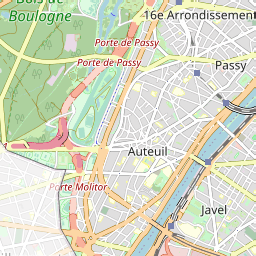 Bois de
Boulogne
16e Arrondissement
Porte de Passy
Porte de Passy
Passy
Auteuil
Porte Molitor
Javel